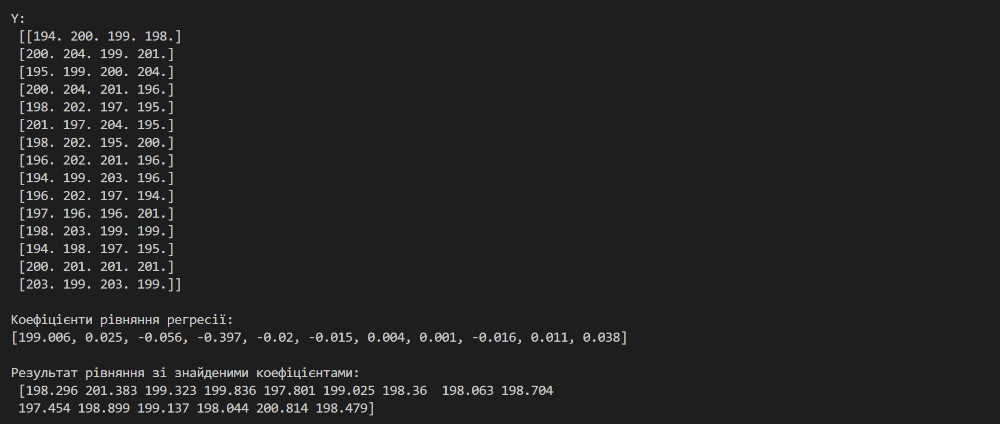 Y:
[[194. 200. 199. 198.]
[200. 204. 199. 201.]
[195. 199. 200. 204.]
[200. 204. 201. 196.]
[198. 202. 197. 195.]
[201. 197. 204. 195.]
[198. 202. 195. 200.]
[196. 202. 201. 196.]
[194. 199. 203. 196.]
[196. 202. 197. 194.]
[197. 196. 196. 201.]
[198. 203. 199. 199.]
[194. 198. 197. 195.]
[200. 201. 201. 201.]
[203. 199. 203. 199.]]
Коефіцієнти рівняння регресії:
[199.006, 0.025, -0.056, -0.397, -0.02, -0.015, 0.004, 0.001, -0.016, 0.011, 0.038]
Результат рівняння зі знайденими коефіцієнтами:
[198.296 201.383 199.323 199.836 197.801 199.025 198.36  198.063 198.704
197.454 198.899 199.137 198.044 200.814 198.479]